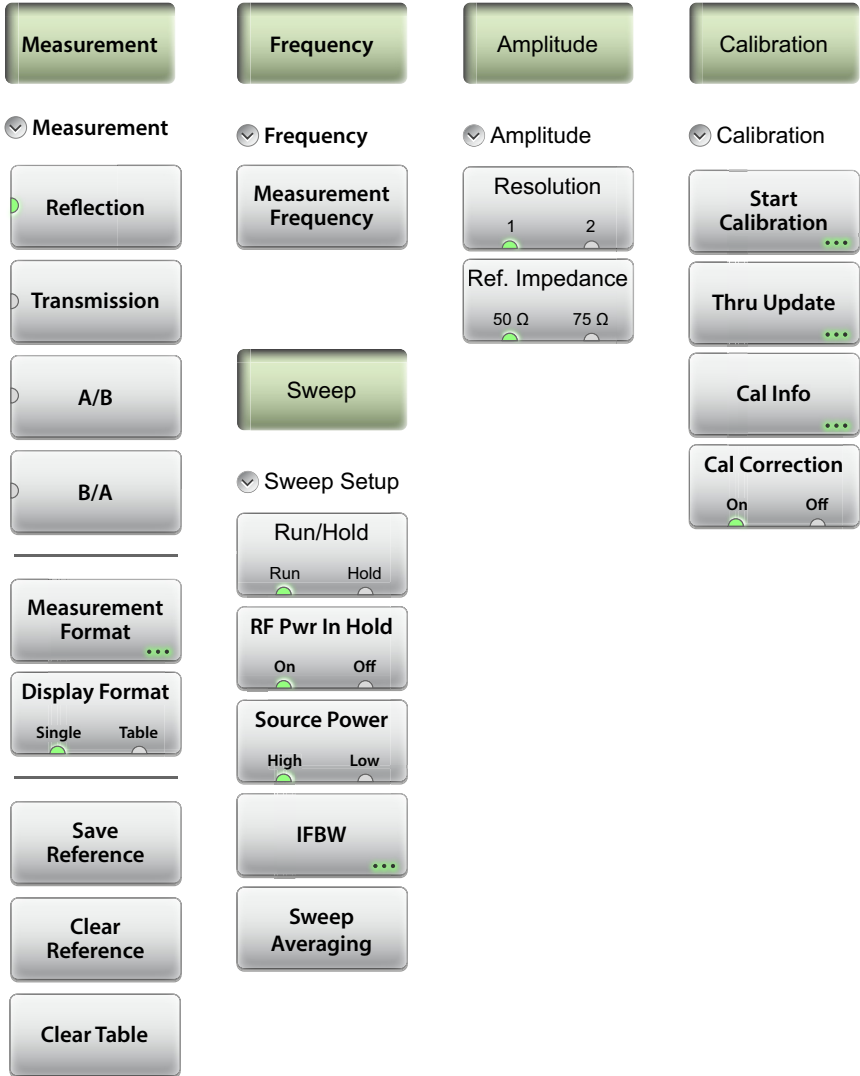 Measurement
Measurement
Reflection
Transmission
A/B
B/A
Measurement
Format
Display Format
Single Table
Save
Reference
Clear
Reference
Clear Table
Frequency
Frequency
Measurement
Frequency
Sweep
Sweep Setup
Run/Hold
Run Hold
RF Pwr In Hold
On Off
Source Power
High Low
IFBW
Sweep
Averaging
Amplitude
Amplitude
Resolution
1 2
Ref. Impedance
50 Ω 75 Ω
Calibration
Calibration
Start
Calibration
Thru Update
Cal Info
Cal Correction
On Off